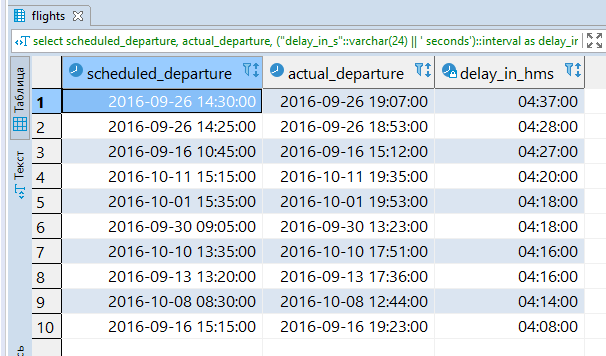 flights
select scheduled_departure, actual_departure, ("delay_in_s"::varchar(24) || ' seconds')::interval as delay_in
Таблица
Текст
scheduled_departure actual_departure delay_in_hms
1 2016-09-26 14:30:00 2016-09-26 19:07:00 04:37:00
2 2016-09-26 14:25:00 2016-09-26 18:53:00 04:28:00
3 2016-09-16 10:45:00 2016-09-16 15:12:00 04:27:00
4 2016-10-11 15:15:00 2016-10-11 19:35:00 04:20:00
5 2016-10-01 15:35:00 2016-10-01 19:53:00 04:18:00
6 2016-09-30 09:05:00 2016-09-30 13:23:00 04:18:00
7 2016-10-10 13:35:00 2016-10-10 17:51:00 04:16:00
8 2016-09-13 13:20:00 2016-09-13 17:36:00 04:16:00
9 2016-10-08 08:30:00 2016-10-08 12:44:00 04:14:00
10 2016-09-16 15:15:00 2016-09-16 19:23:00 04:08:00